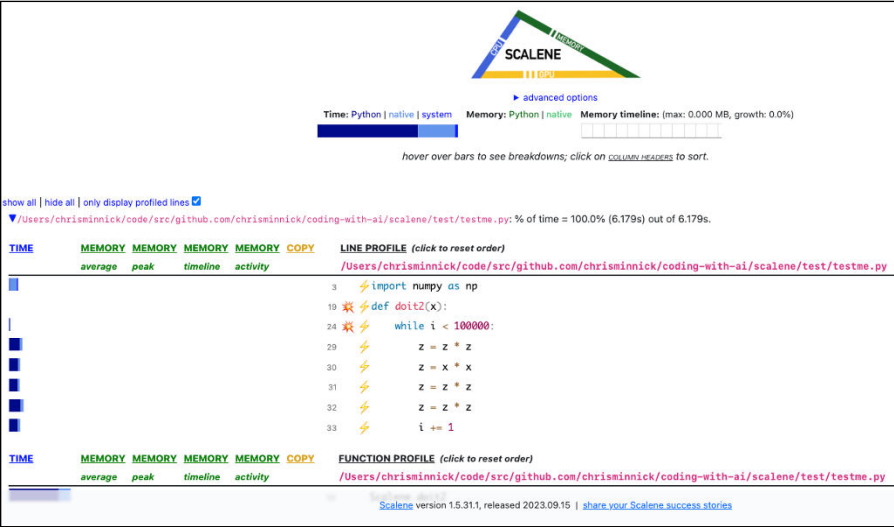 CPU
MEMORY
SCALENE
GPU
► advanced options
Time: Python | native | system Memory: Python | native Memory timeline: (max: 0.000 MB, growth: 0.0%)
hover over bars to see breakdowns; click on COLUMN HEADERS to sort.
show all | hide all | only display profiled lines
▼/Users/chrisminnick/code/src/github.com/chrisminnick/coding-with-ai/scalene/test/testme.py: % of time = 100.0% (6.179s) out of 6.179s.
TIME MEMORY MEMORY MEMORY MEMORY COPY LINE PROFILE (click to reset order)
average peak timeline activity /Users/chrisminnick/code/src/github.com/chrisminnick/coding-with-ai/scalene/test/testme.py
3 import numpy as np
19 def doit2(x):
24 while i < 100000:
29 z = z * z
30 z = x * x
31 z = z * z
32 z = z * z
33 i += 1
TIME MEMORY MEMORY MEMORY MEMORY COPY FUNCTION PROFILE (click to reset order)
average peak timeline activity /Users/chrisminnick/code/src/github.com/chrisminnick/coding-with-ai/scalene/test/testme.py
Scalene version 1.5.31.1, released 2023.09.15 | share your Scalene success stories